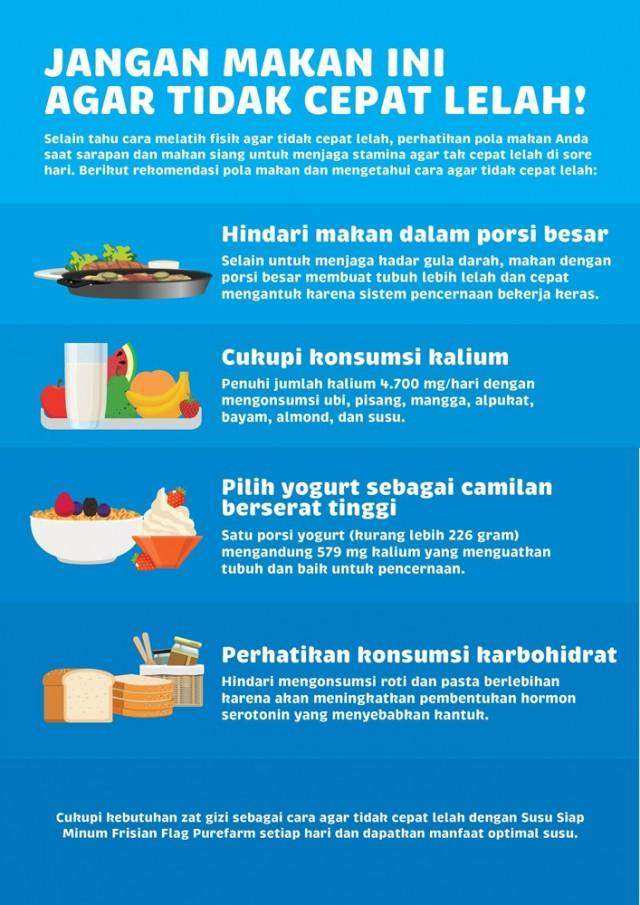 JANGAN MAKAN INI
AGAR TIDAK CEPAT LELAH!
Selain tahu cara melatih fisik agar tidak cepat lelah, perhatikan pola makan Anda
saat sarapan dan makan siang untuk menjaga stamina agar tak cepat lelah di sore
hari. Berikut rekomendasi pola makan dan mengetahui cara agar tidak cepat lelah:
Hindari makan dalam porsi besar
Selain untuk menjaga kadar gula darah, makan dengan
porsi besar membuat tubuh lebih lelah dan cepat
mengantuk karena sistem pencernaan bekerja keras.
Cukupi konsumsi kalium
Penuhi jumlah kalium 4.700 mg/hari dengan
mengonsumsi ubi, pisang, mangga, alpukat,
bayam, almond, dan susu.
Pilih yogurt sebagai camilan
berserat tinggi
Satu porsi yogurt (kurang lebih 226 gram)
mengandung 579 mg kalium yang menguatkan
tubuh dan baik untuk pencernaan.
Perhatikan konsumsi karbohidrat
Hindari mengonsumsi roti dan pasta berlebihan
karena akan meningkatkan pembentukan hormon
serotonin yang menyebabkan kantuk.
Cukupi kebutuhan zat gizi sebagai cara agar tidak cepat lelah dengan Susu Siap
Minum Frisian Flag Purefarm setiap hari dan dapatkan manfaat optimal susu.